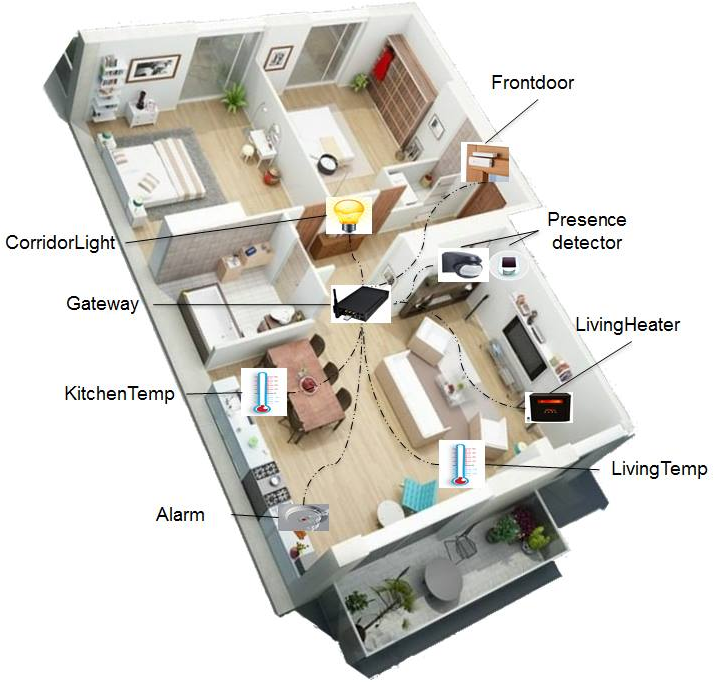 Frontdoor
Presence
detector
CorridorLight
Gateway
LivingHeater
KitchenTemp
LivingTemp
Alarm